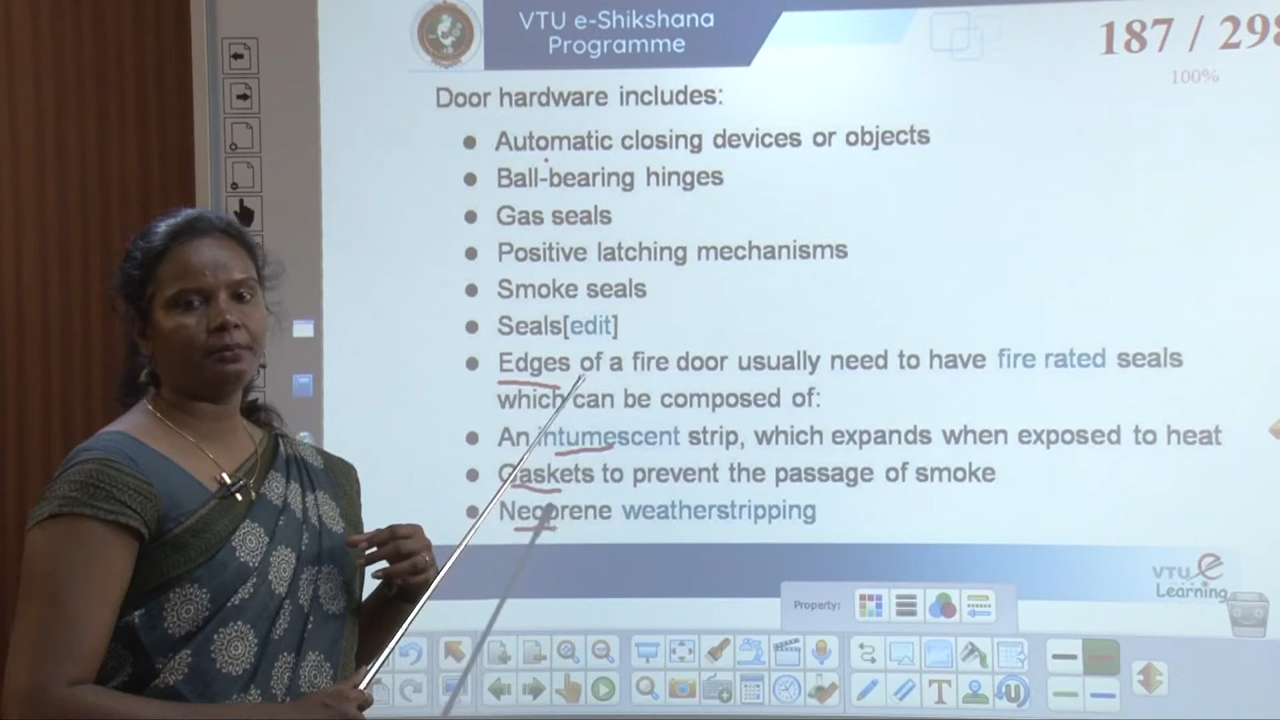 VTU e-Shikshana
Programme
187 / 298
100%
Door hardware includes:
● Automatic closing devices or objects
● Ball-bearing hinges
● Gas seals
● Positive latching mechanisms
● Smoke seals
● Seals[edit]
● Edges of a fire door usually need to have fire rated seals
which can be composed of:
● An intumescent strip, which expands when exposed to heat
● Gaskets to prevent the passage of smoke
● Neoprene weatherstripping
VTU e
Learning
Property:
T